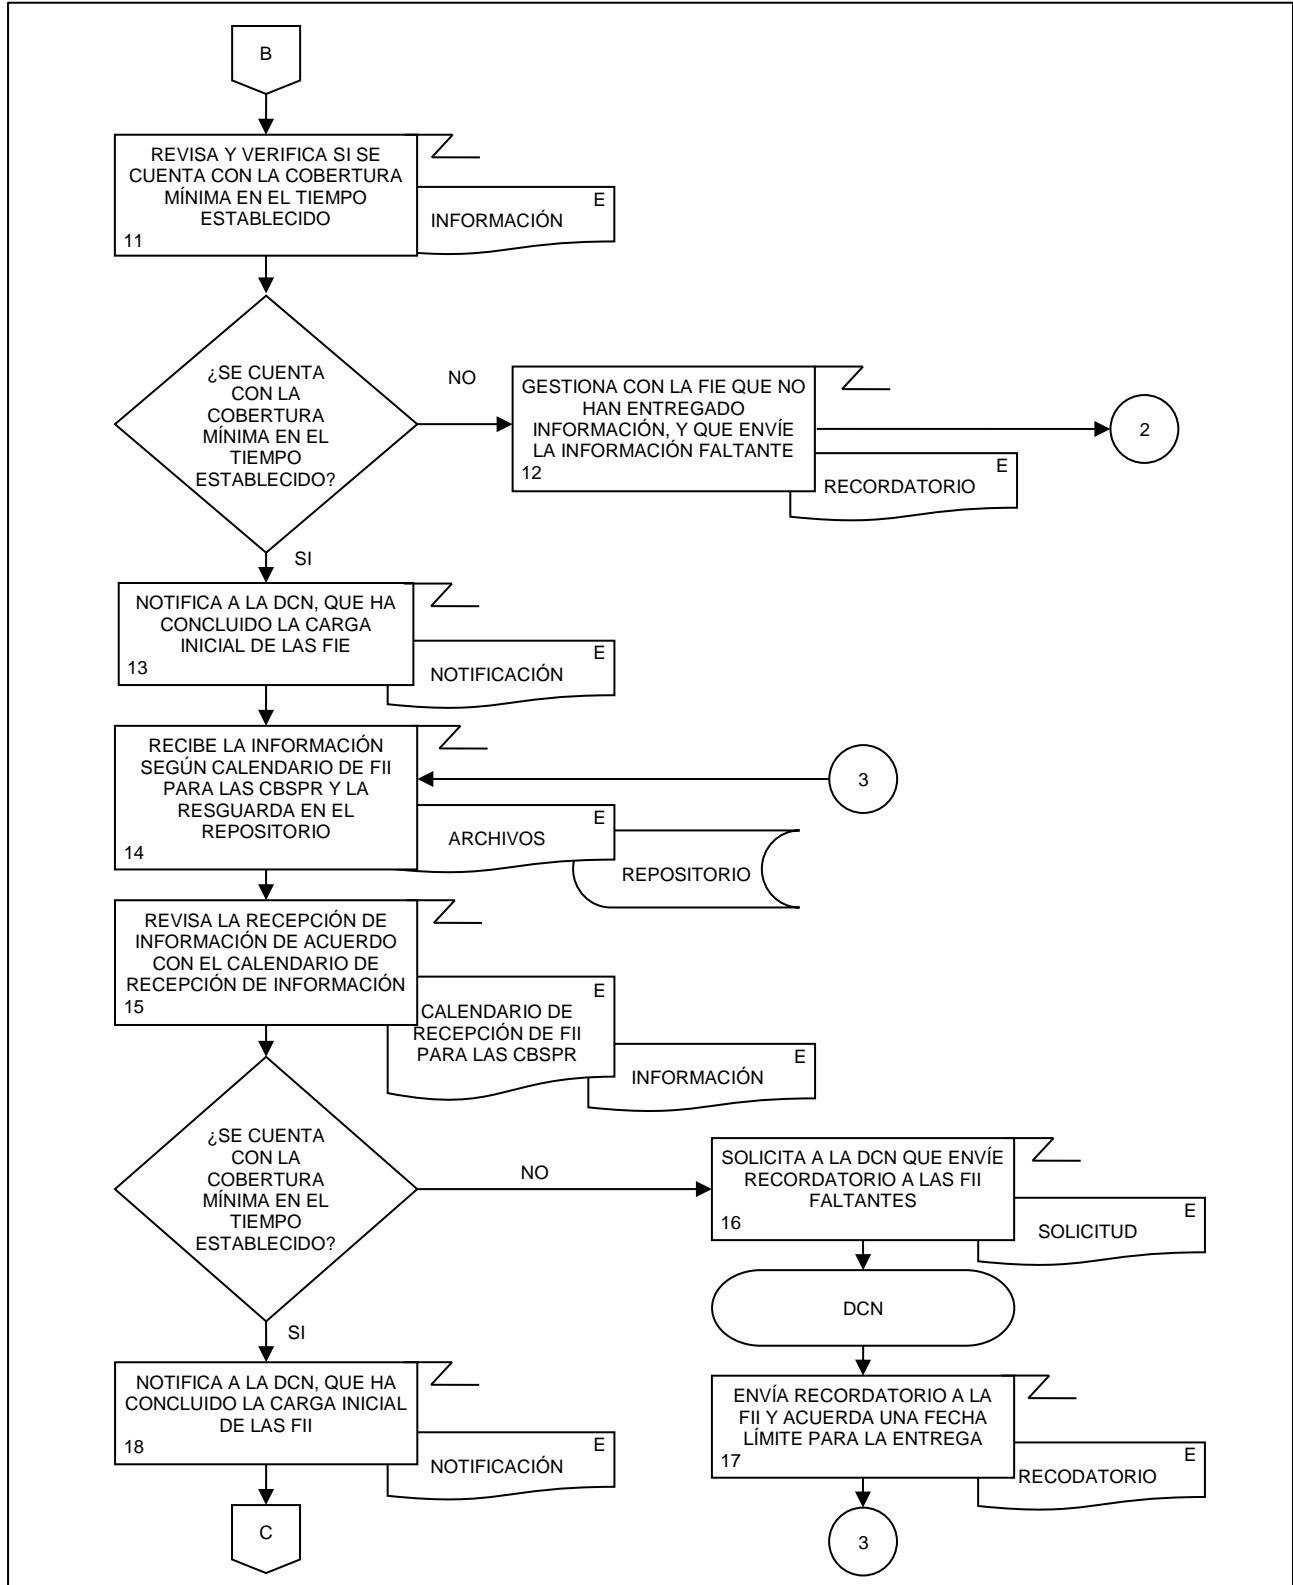 B
REVISA Y VERIFICA SI SE
CUENTA CON LA COBERTURA
MÍNIMA EN EL TIEMPO
ESTABLECIDO
11
E
INFORMACIÓN
¿SE CUENTA
CON LA
COBERTURA
MÍNIMA EN EL
TIEMPO
ESTABLECIDO?
NO
GESTIONA CON LA FIE QUE NO
HAN ENTREGADO
INFORMACIÓN, Y QUE ENVÍE
LA INFORMACIÓN FALTANTE
12
E
RECORDATORIO
2
SI
NOTIFICA A LA DCN, QUE HA
CONCLUIDO LA CARGA
INICIAL DE LAS FIE
13
E
NOTIFICACIÓN
RECIBE LA INFORMACIÓN
SEGÚN CALENDARIO DE FII
PARA LAS CBSPR Y LA
RESGUARDA EN EL
REPOSITORIO
14
3
E
ARCHIVOS
REPOSITORIO
REVISA LA RECEPCIÓN DE
INFORMACIÓN DE ACUERDO
CON EL CALENDARIO DE
RECEPCIÓN DE INFORMACIÓN
15
E
CALENDARIO DE
RECEPCIÓN DE FII
PARA LAS CBSPR
E
INFORMACIÓN
¿SE CUENTA
CON LA
COBERTURA
MÍNIMA EN EL
TIEMPO
ESTABLECIDO?
NO
SOLICITA A LA DCN QUE ENVÍE
RECORDATORIO A LAS FII
FALTANTES
16
E
SOLICITUD
DCN
ENVÍA RECORDATORIO A LA
FII Y ACUERDA UNA FECHA
LÍMITE PARA LA ENTREGA
17
E
RECODATORIO
3
SI
NOTIFICA A LA DCN, QUE HA
CONCLUIDO LA CARGA INICIAL
DE LAS FII
18
E
NOTIFICACIÓN
C